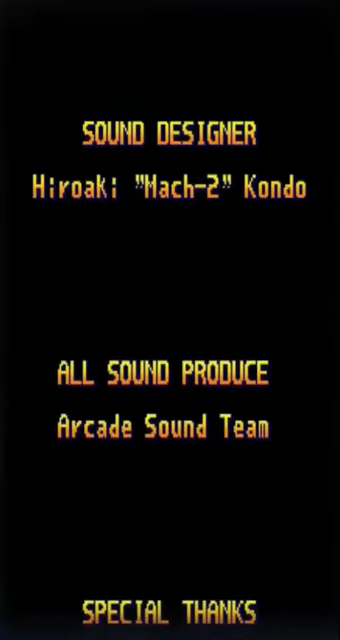 SOUND DESIGNER
Hiroaki "Mach-2" Kondo
ALL SOUND PRODUCE
Arcade Sound Team
SPECIAL THANKS